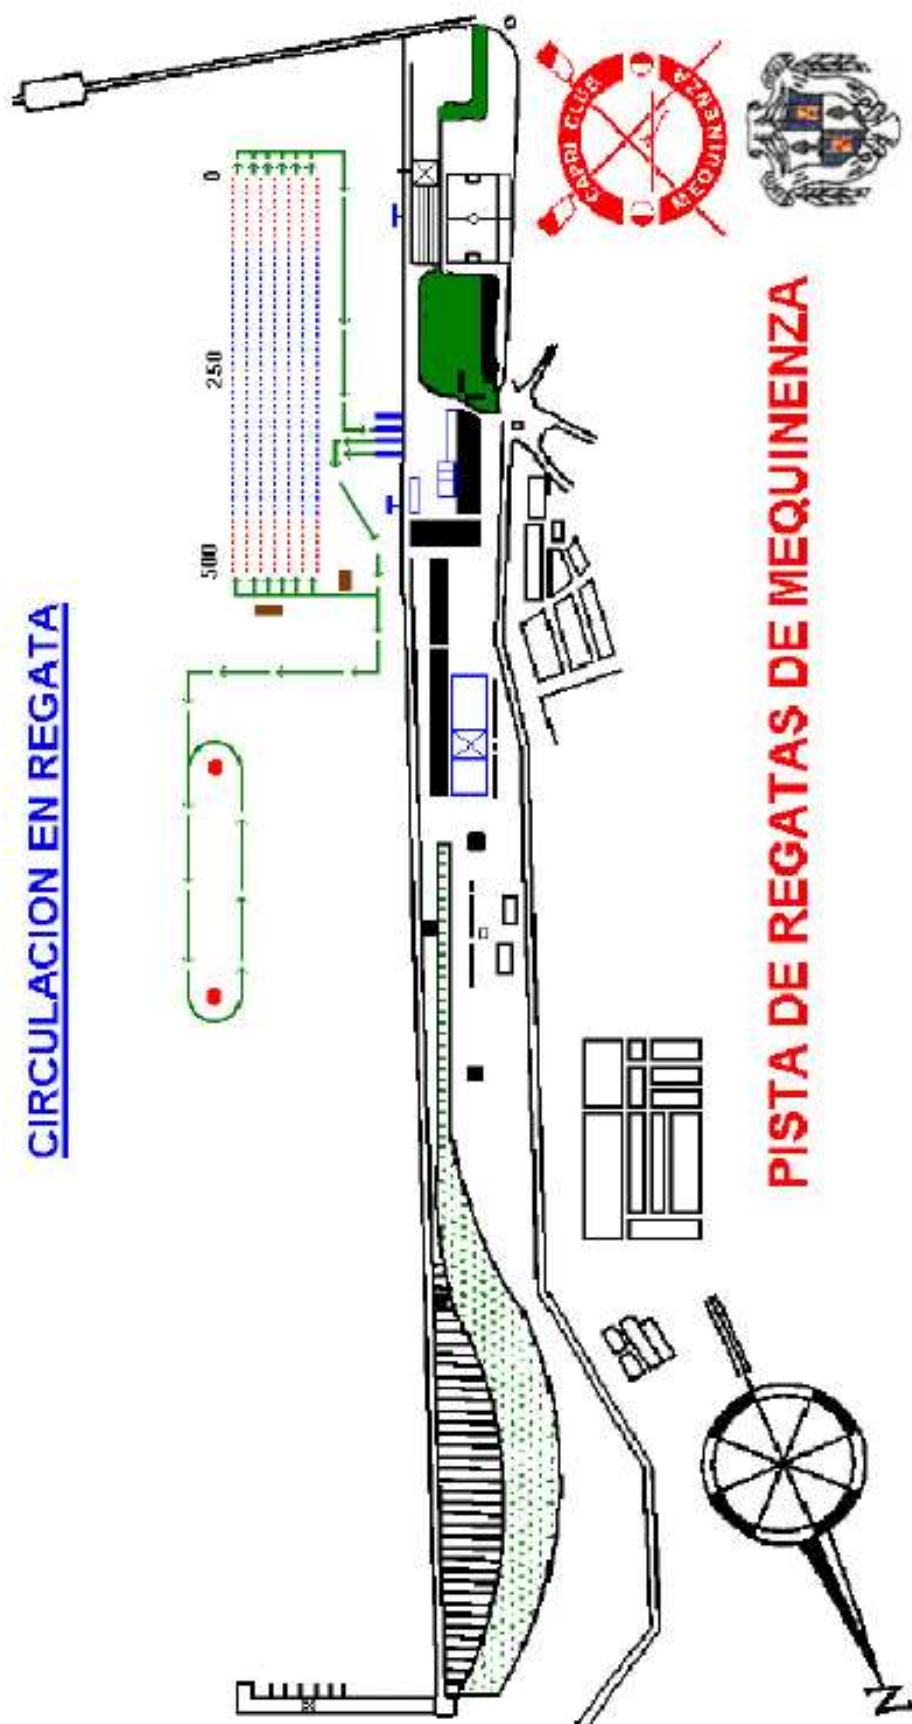 PISTA DE REGATAS DE MEQUINENZA
CAPRI CLUB
MEQUINENZA
500
250
0
CIRCULACION EN REGATA
N